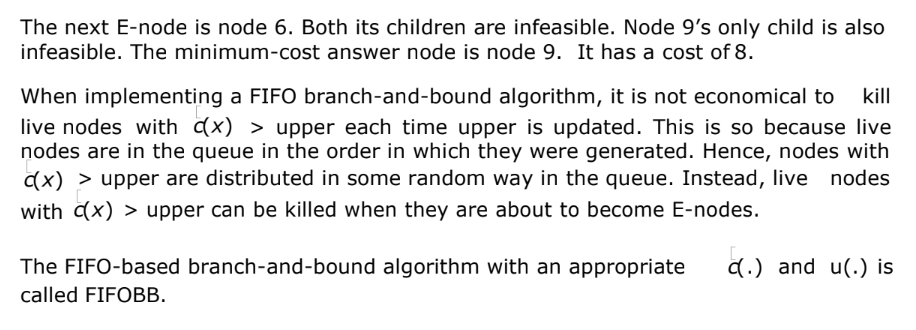 The next E-node is node 6. Both its children are infeasible. Node 9's only child is also
infeasible. The minimum-cost answer node is node 9. It has a cost of 8.
When implementing a FIFO branch-and-bound algorithm, it is not economical to kill
live nodes with c(x) > upper each time upper is updated. This is so because live
nodes are in the queue in the order in which they were generated. Hence, nodes with
c(x) > upper are distributed in some random way in the queue. Instead, live nodes
with c(x) > upper can be killed when they are about to become E-nodes.
The FIFO-based branch-and-bound algorithm with an appropriate c(.) and u(.) is
called FIFOBB.